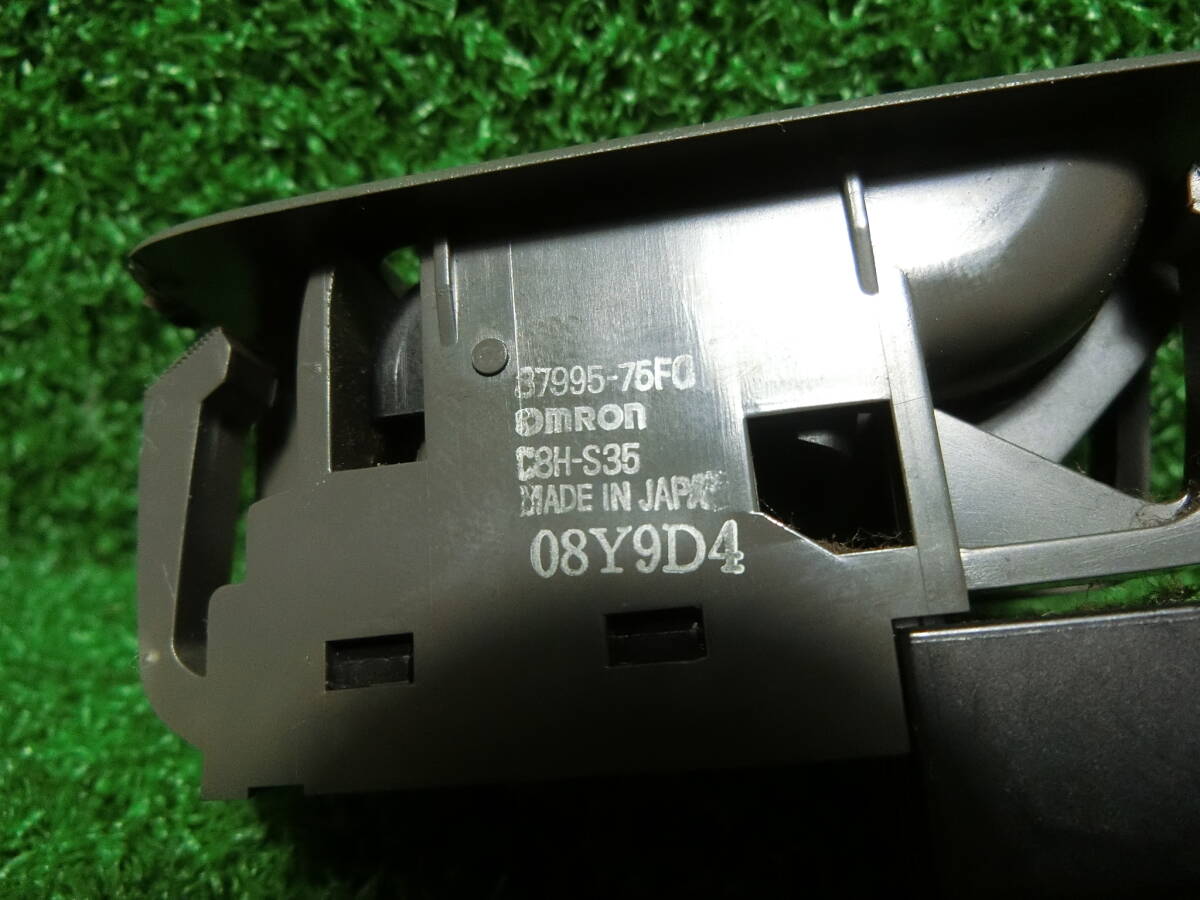 37995-75F0
omron
C8H-S35
MADE IN JAPAN
08Y9D4